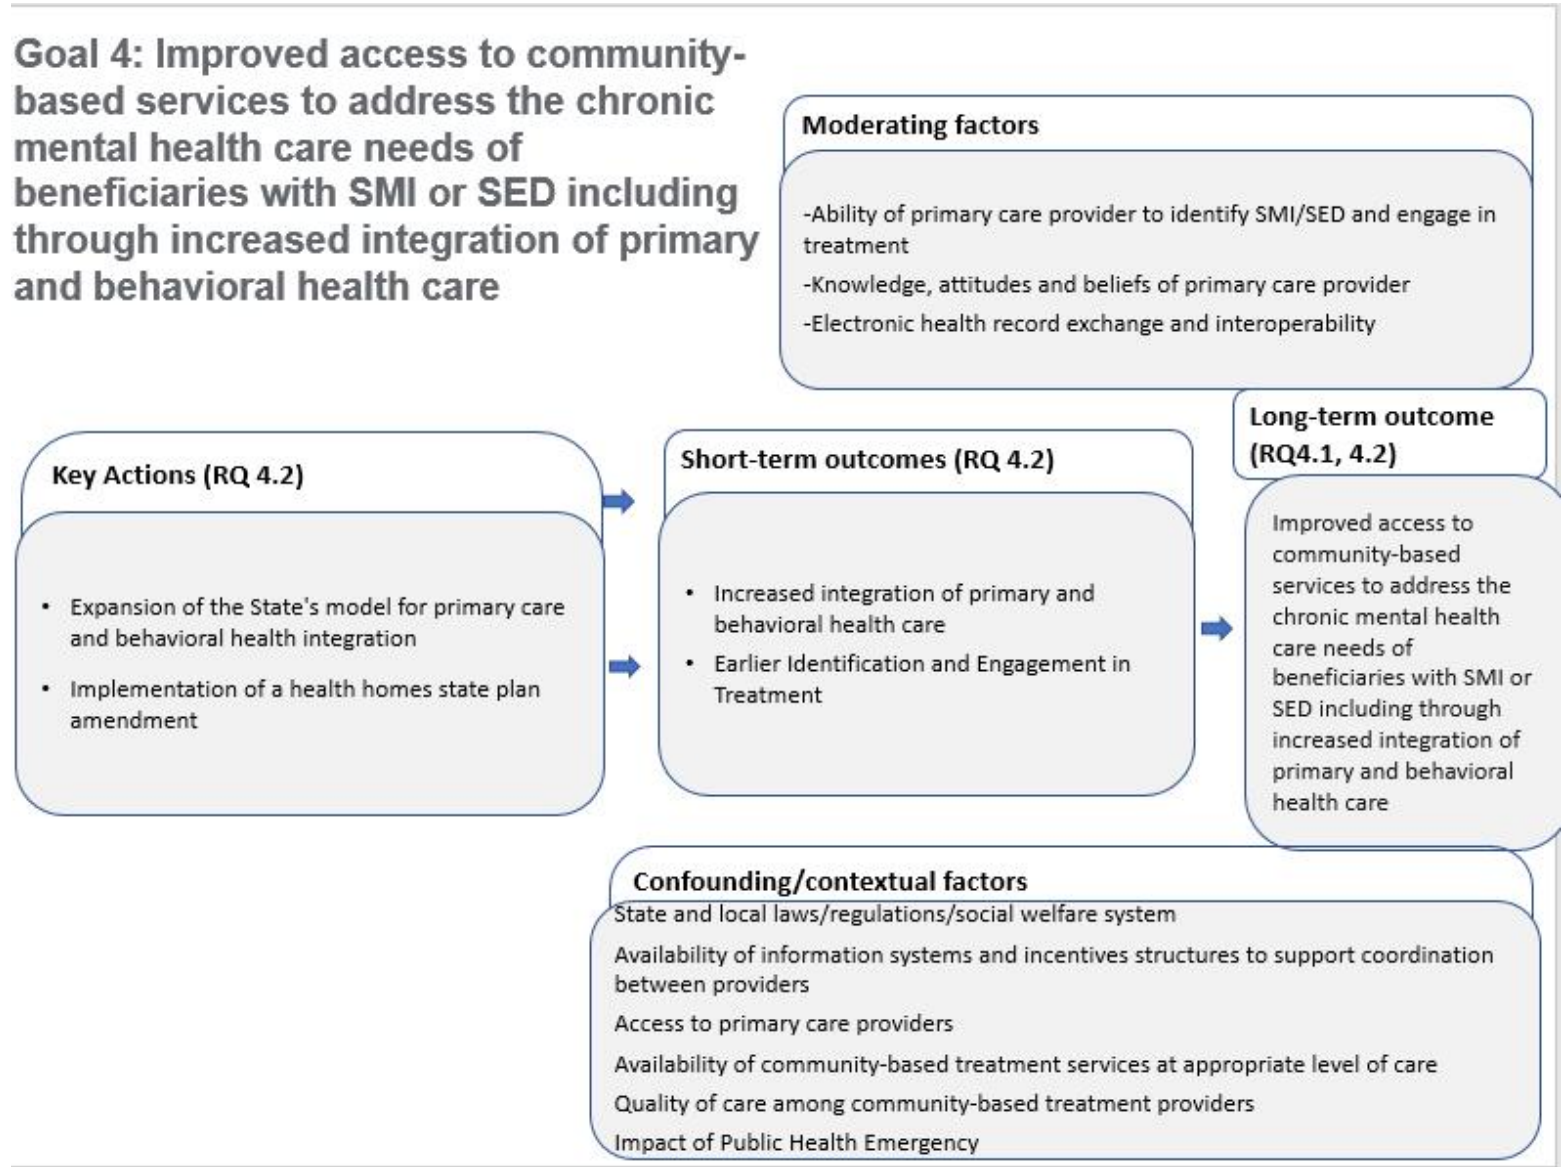 Goal 4: Improved access to community-
based services to address the chronic
mental health care needs of
beneficiaries with SMI or SED including
through increased integration of primary
and behavioral health care
Moderating factors
-Ability of primary care provider to identify SMI/SED and engage in
treatment
-Knowledge, attitudes and beliefs of primary care provider
-Electronic health record exchange and interoperability
Key Actions (RQ 4.2)
• Expansion of the State's model for primary care
and behavioral health integration
• Implementation of a health homes state plan
amendment
Short-term outcomes (RQ 4.2)
• Increased integration of primary and
behavioral health care
• Earlier Identification and Engagement in
Treatment
Long-term outcome
(RQ4.1, 4.2)
Improved access to
community-based
services to address the
chronic mental health
care needs of
beneficiaries with SMI or
SED including through
increased integration of
primary and behavioral
health care
Confounding/contextual factors
State and local laws/regulations/social welfare system
Availability of information systems and incentives structures to support coordination
between providers
Access to primary care providers
Availability of community-based treatment services at appropriate level of care
Quality of care among community-based treatment providers
Impact of Public Health Emergency